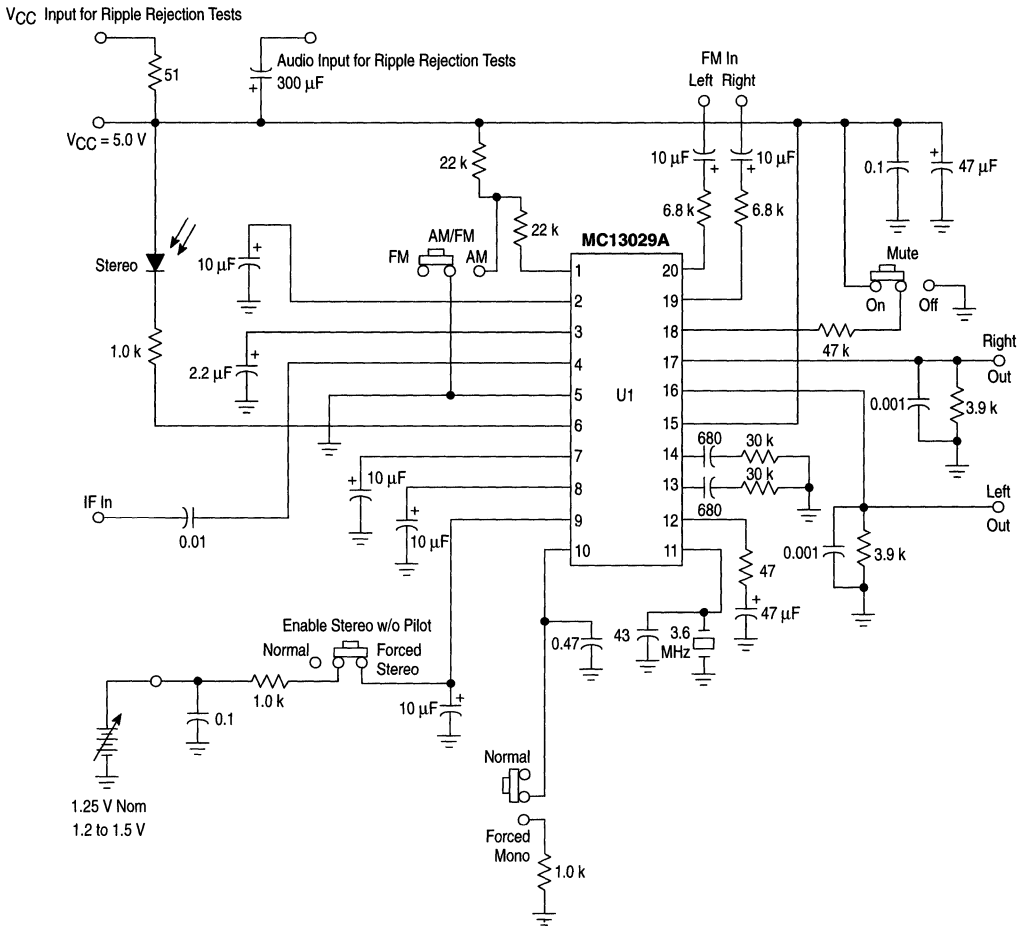 VCC Input for Ripple Rejection Tests
51
Audio Input for Ripple Rejection Tests
300 µF
+
VCC = 5.0 V
FM In
Left Right
10 µF
+
10 µF
+
0.1
+
47 µF
22 k
6.8 k
6.8 k
22 k
MC13029A
AM/FM
FM
AM
Stereo
10 µF
+
Mute
On
Off
1.0 k
2.2 µF
+
47 k
Right
Out
0.001
3.9 k
1
2
3
4
5
6
7
8
9
10
U1
20
19
18
17
16
15
14
13
12
11
680
30 k
30 k
680
+
10 µF
+
10 µF
IF In
0.01
Left
Out
0.001
3.9 k
47
+
47 µF
Enable Stereo w/o Pilot
Normal
Forced
Stereo
0.47
43
3.6
MHz
1.0 k
0.1
10 µF
+
1.25 V Nom
1.2 to 1.5 V
Normal
Forced
Mono
1.0 k